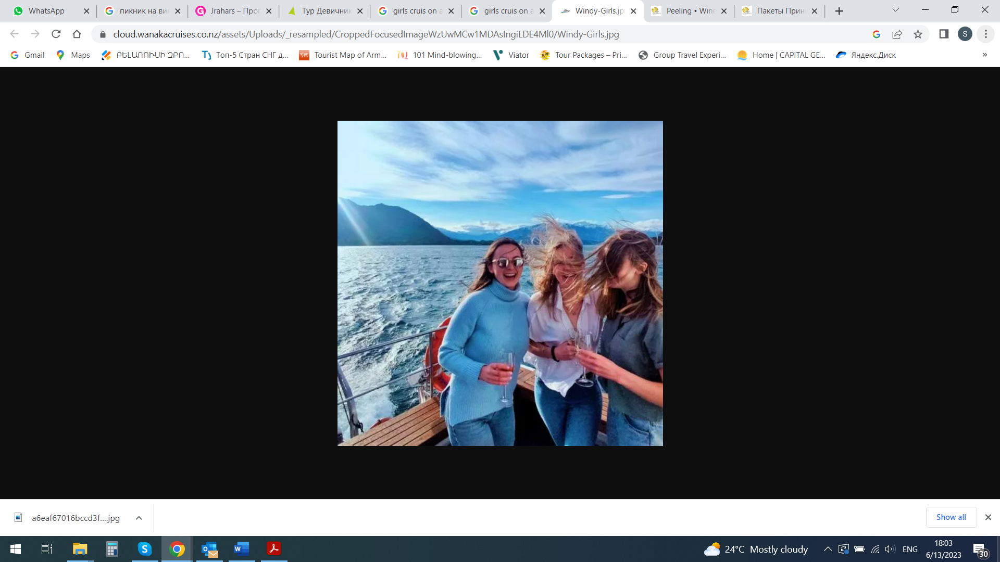 WhatsApp
пикник на ви
Jrahars – Про
Тур Девичник
girls cruis on a
girls cruis on a
Windy-Girls.jp
Peeling • Wine
Пакеты Прин
cloud.wanakacruises.co.nz/assets/Uploads/_resampled/CroppedFocusedImageWzUwMCw1MDAsIngiLDE4Ml0/Windy-Girls.jpg
S
Gmail
Maps
ԲԵԼԱՌՈՒՍԻ ԶԲՈ...
Топ-5 Стран СНГ д...
Tourist Map of Arm...
101 Mind-blowing...
Viator
Tour Packages – Pri...
Group Travel Experi...
Home | CAPITAL GE...
Яндекс.Диск
»
a6eaf67016bccd3f....jpg
Show all
24°C Mostly cloudy
ENG
18:03
6/13/2023
30